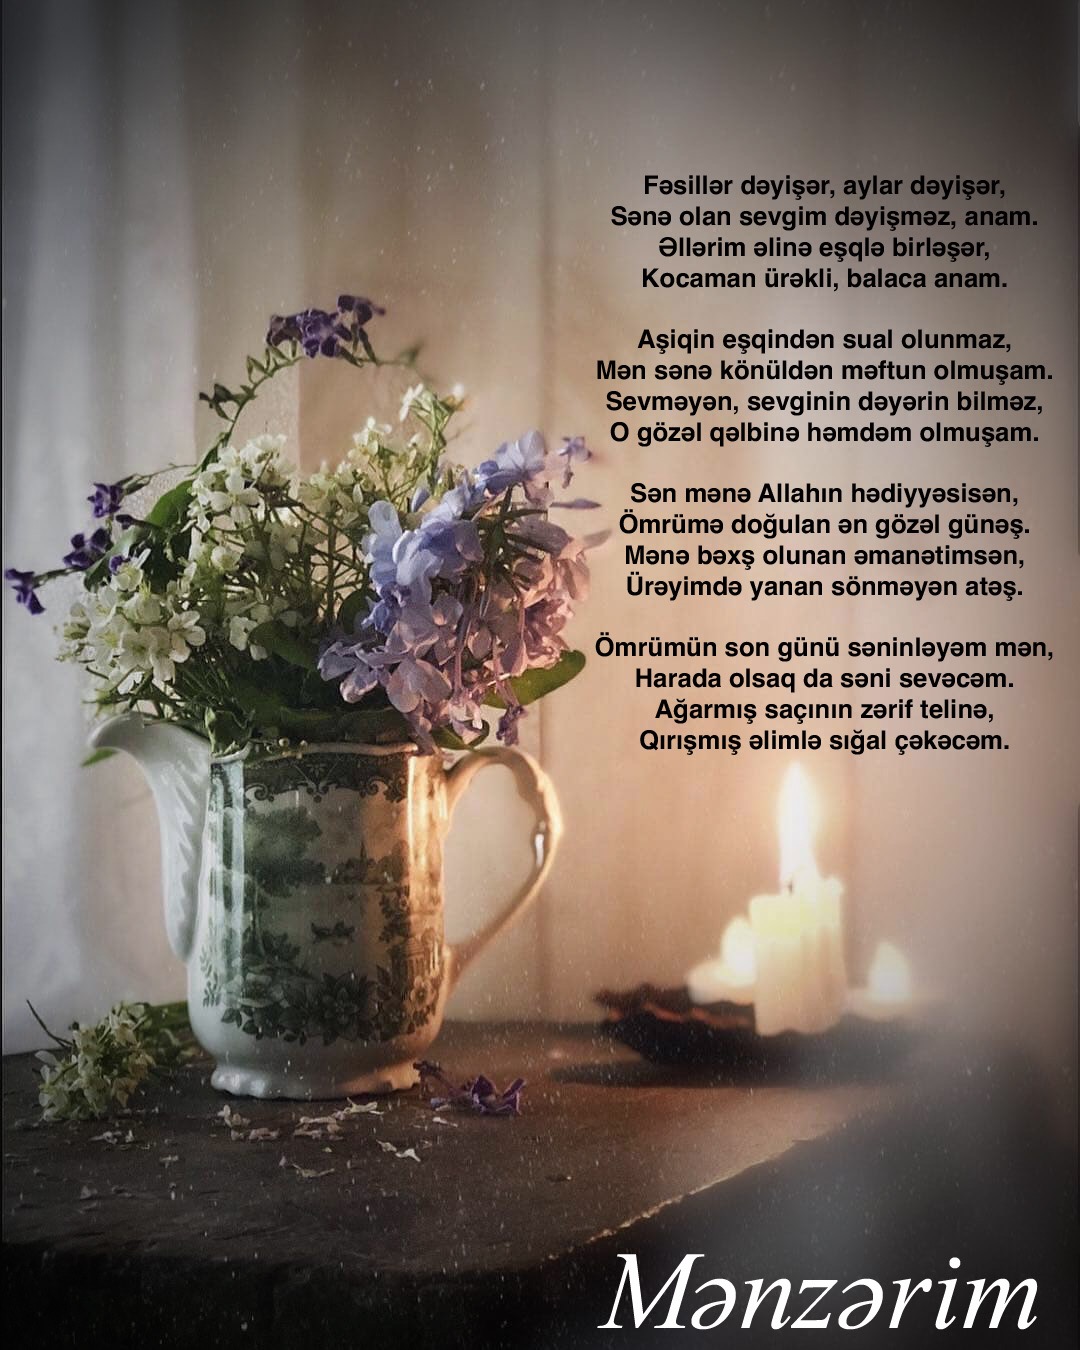 Fəsillər dəyişər, aylar dəyişər,
Sənə olan sevgim dəyişməz, anam.
Əllərim əlinə eşqlə birləşər,
Kocaman ürəkli, balaca anam.
Aşiqin eşqindən sual olunmaz,
Mən sənə könüldən məftun olmuşam.
Sevməyən, sevginin dəyərin bilməz,
O gözəl qəlbinə həmdəm olmuşam.
Sən mənə Allahın hədiyyəsisən,
Ömrümə doğulan ən gözəl günəş.
Mənə bəxş olunan əmanətimsən,
Ürəyimdə yanan sönməyən atəş.
Ömrümün son günü səninləyəm mən,
Harada olsaq da səni sevəcəm.
Ağarmış saçının zərif telinə,
Qırışmış əlimlə sığal çəkəcəm.
Mənzərim